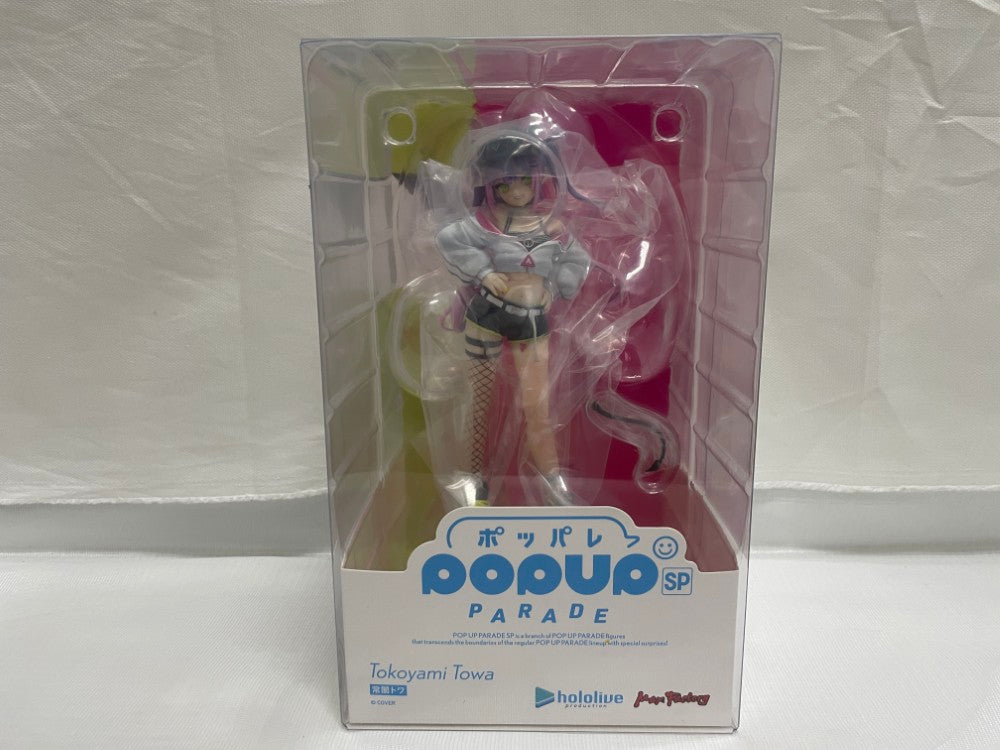 ポッパレ
POPUP SP
PARADE
POP UP PARADE SP is a branch of POP UP PARADE figures
that transcends the boundaries of the regular POP UP PARADE lineup with special surprises!
Tokoyami Towa
常闇トワ
© COVER
hololive
production
Max Factory